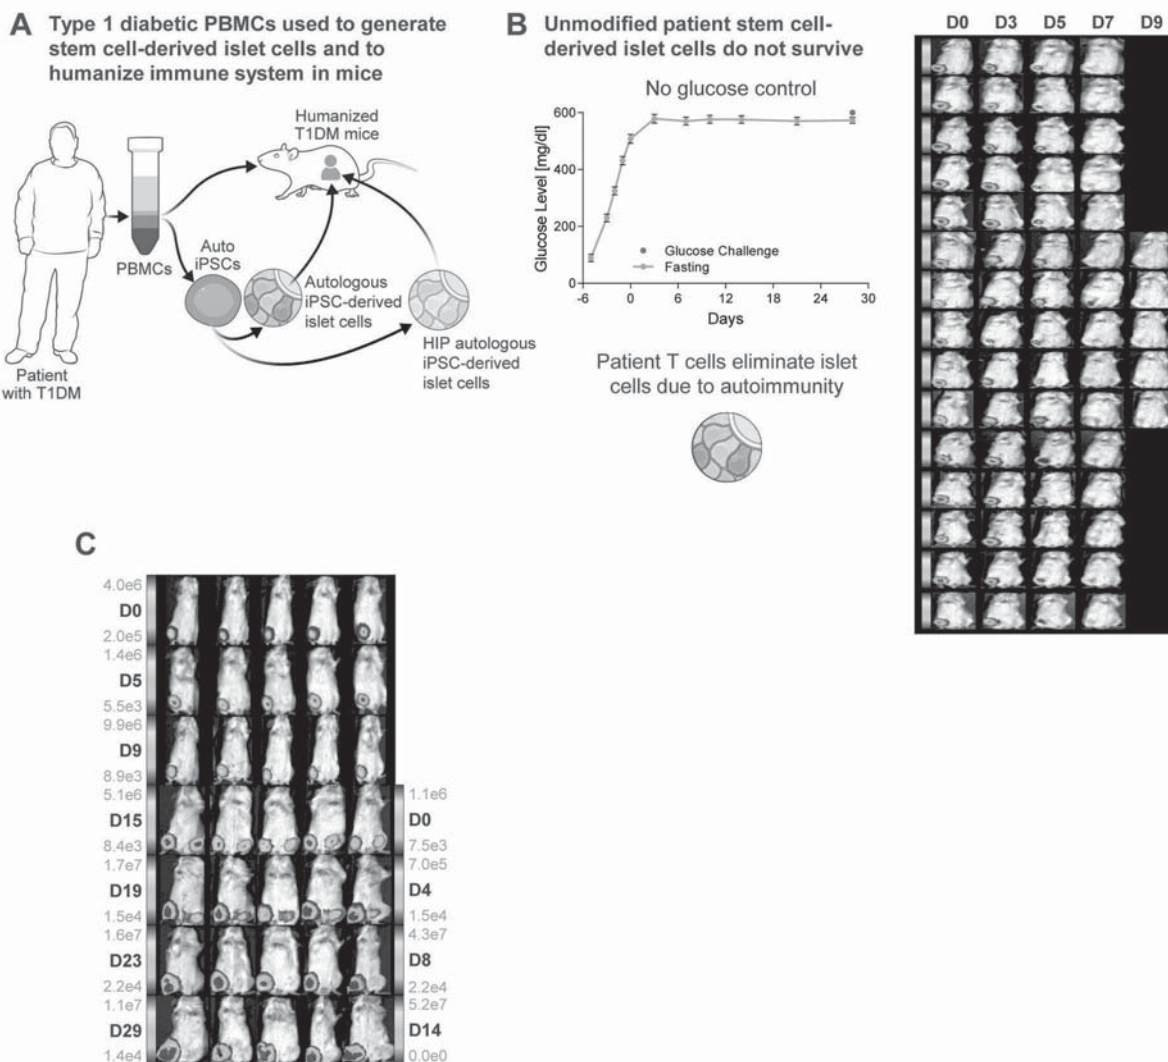 A Type 1 diabetic PBMCs used to generate
stem cell-derived islet cells and to
humanize immune system in mice
Humanized
T1DM mice
PBMCs
Auto
iPSCs
Autologous
iPSC-derived
islet cells
HIP autologous
iPSC-derived
islet cells
Patient
with T1DM
B Unmodified patient stem cell-
derived islet cells do not survive
No glucose control
Glucose Level [mg/dl]
600
400
200
0
Glucose Challenge
Fasting
-6 0 6 12 18 24 30
Days
Patient T cells eliminate islet
cells due to autoimmunity
D0 D3 D5 D7 D9
C
4.0e6
D0
2.0e5
1.4e6
D5
5.5e3
9.9e6
D9
8.9e3
5.1e6 1.1e6
D15 D0
8.4e3 7.5e3
1.7e7 7.0e5
D19 D4
1.5e4 1.5e4
1.6e7 4.3e7
D23 D8
2.2e4 2.2e4
1.1e7 5.2e7
D29 D14
1.4e4 0.0e0